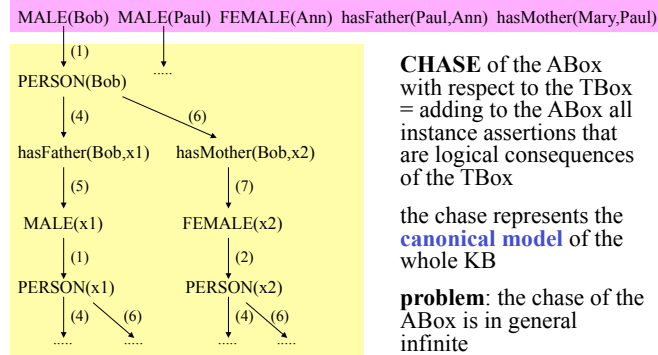 MALE(Bob) MALE(Paul) FEMALE(Ann) hasFather(Paul,Ann) hasMother(Mary,Paul)
(1)
.....
PERSON(Bob)
(4) (6)
hasFather(Bob,x1) hasMother(Bob,x2)
(5) (7)
MALE(x1) FEMALE(x2)
(1) (2)
PERSON(x1) PERSON(x2)
(4) (6) (4) (6)
..... ..... ..... .....
CHASE of the ABox
with respect to the TBox
= adding to the ABox all
instance assertions that
are logical consequences
of the TBox
the chase represents the
canonical model of the
whole KB
problem: the chase of the
ABox is in general
infinite